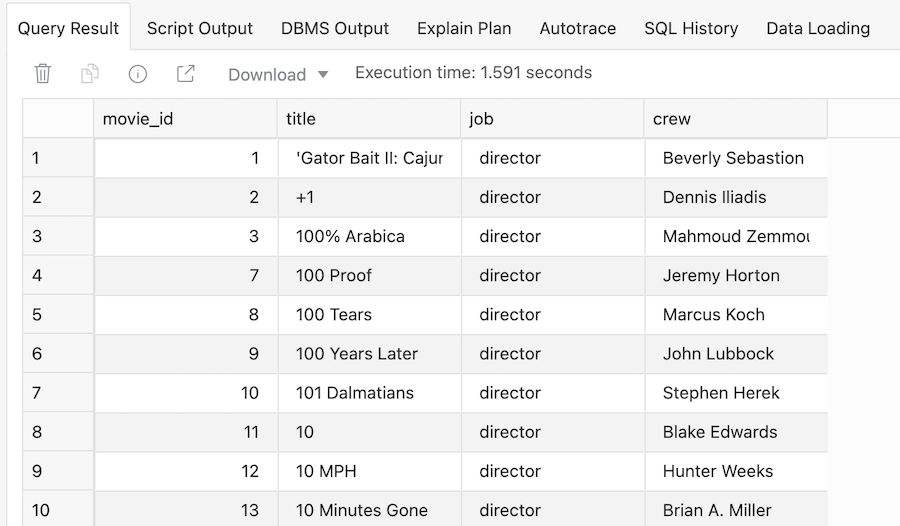 Query Result Script Output DBMS Output Explain Plan Autotrace SQL History Data Loading
Download Execution time: 1.591 seconds
movie_id title job crew
1 1 'Gator Bait II: Cajun director Beverly Sebastion
2 2 +1 director Dennis Iliadis
3 3 100% Arabica director Mahmoud Zemmou
4 7 100 Proof director Jeremy Horton
5 8 100 Tears director Marcus Koch
6 9 100 Years Later director John Lubbock
7 10 101 Dalmatians director Stephen Herek
8 11 10 director Blake Edwards
9 12 10 MPH director Hunter Weeks
10 13 10 Minutes Gone director Brian A. Miller